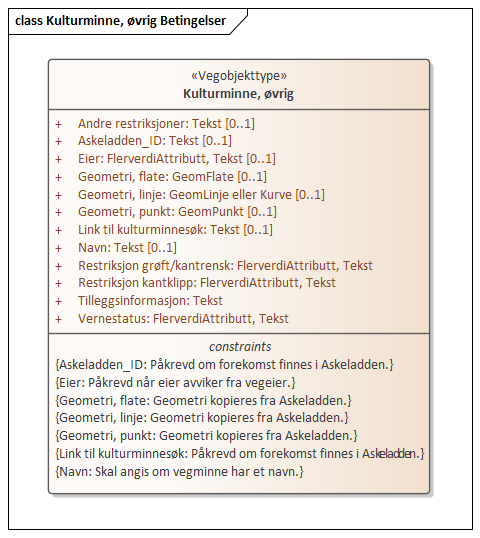 class Kulturminne, øvrig Betingelser
«Vegobjekttype»
Kulturminne, øvrig
+ Andre restriksjoner: Tekst [0..1]
+ Askeladden_ID: Tekst [0..1]
+ Eier: FlerverdiAttributt, Tekst [0..1]
+ Geometri, flate: GeomFlate [0..1]
+ Geometri, linje: GeomLinje eller Kurve [0..1]
+ Geometri, punkt: GeomPunkt [0..1]
+ Link til kulturminnesøk: Tekst [0..1]
+ Navn: Tekst [0..1]
+ Restriksjon grøft/kantrensk: FlerverdiAttributt, Tekst
+ Restriksjon kantklipp: FlerverdiAttributt, Tekst
+ Tilleggsinformasjon: Tekst
+ Vernestatus: FlerverdiAttributt, Tekst
constraints
{Askeladden_ID: Påkrevd om forekomst finnes i Askeladden.}
{Eier: Påkrevd når eier avviker fra vegeier.}
{Geometri, flate: Geometri kopieres fra Askeladden.}
{Geometri, linje: Geometri kopieres fra Askeladden.}
{Geometri, punkt: Geometri kopieres fra Askeladden.}
{Link til kulturminnesøk: Påkrevd om forekomst finnes i Askeladden.}
{Navn: Skal angis om vegminne har et navn.}